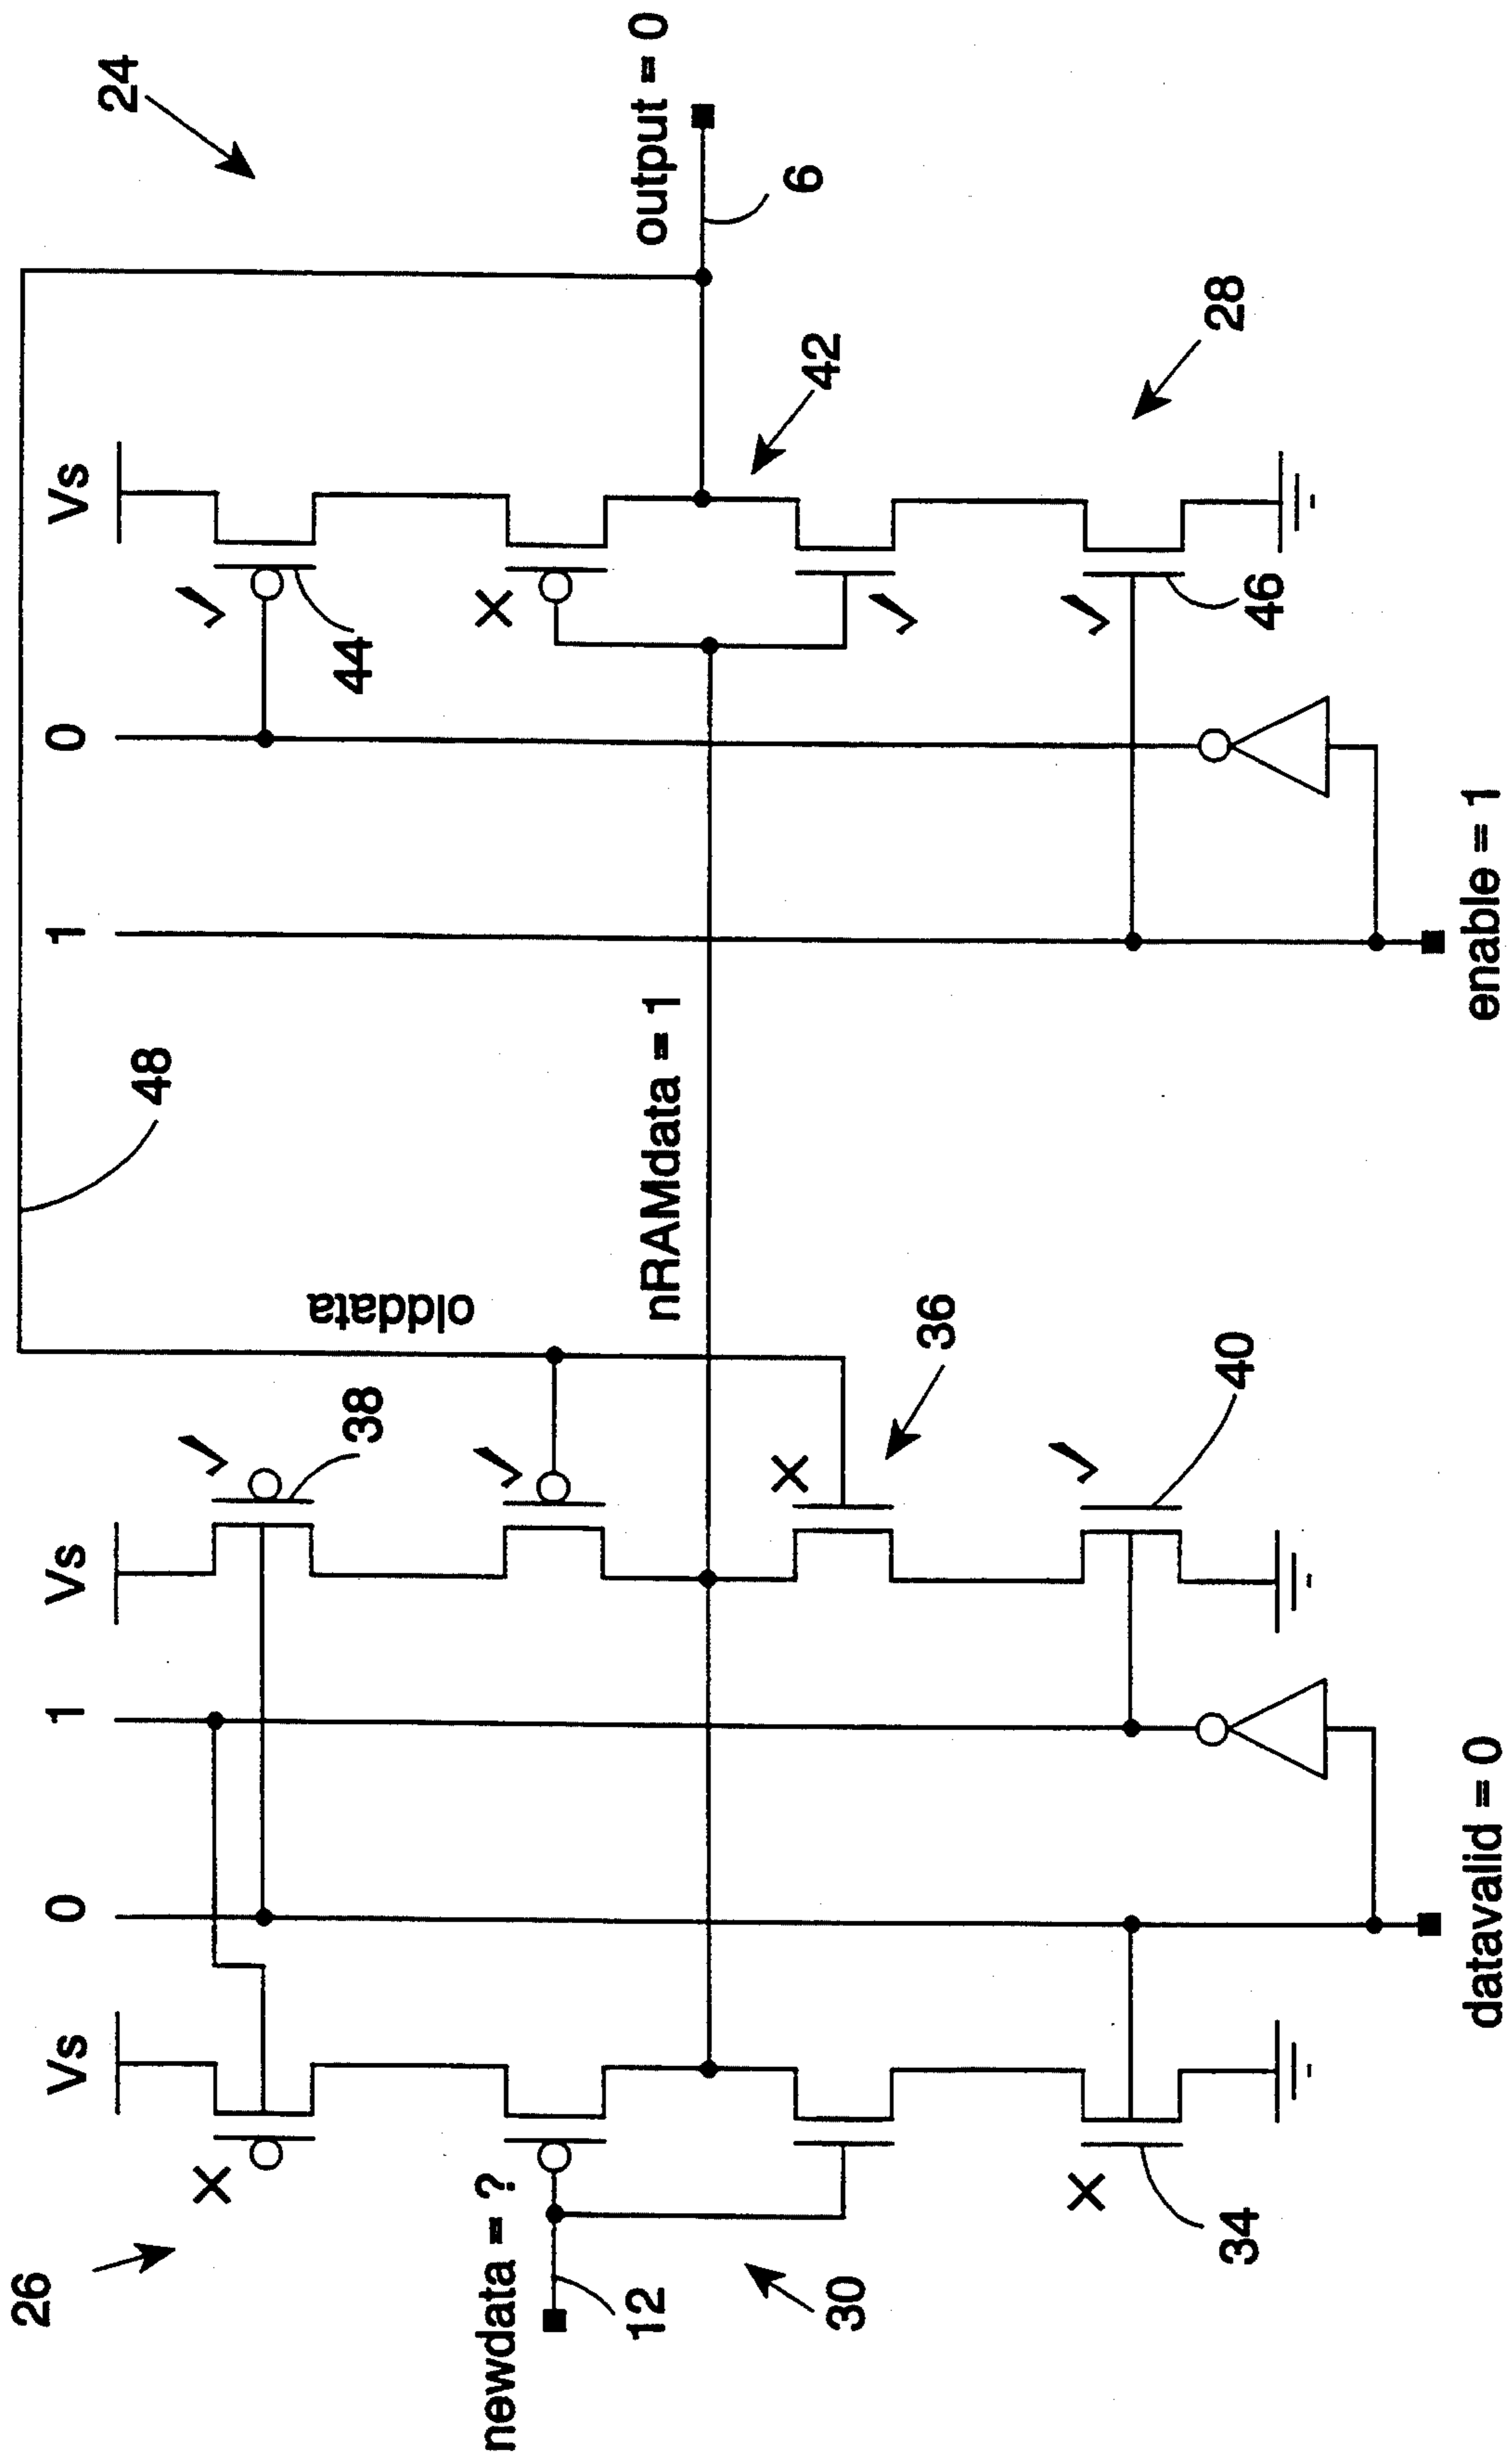 24
output = 0
6
Vs
0
1
44
42
28
46
48
nRAMdata = 1
enable = 1
olddata
Vs
1
0
Vs
38
36
40
26
newdata = ?
12
30
34
datavalid = 0